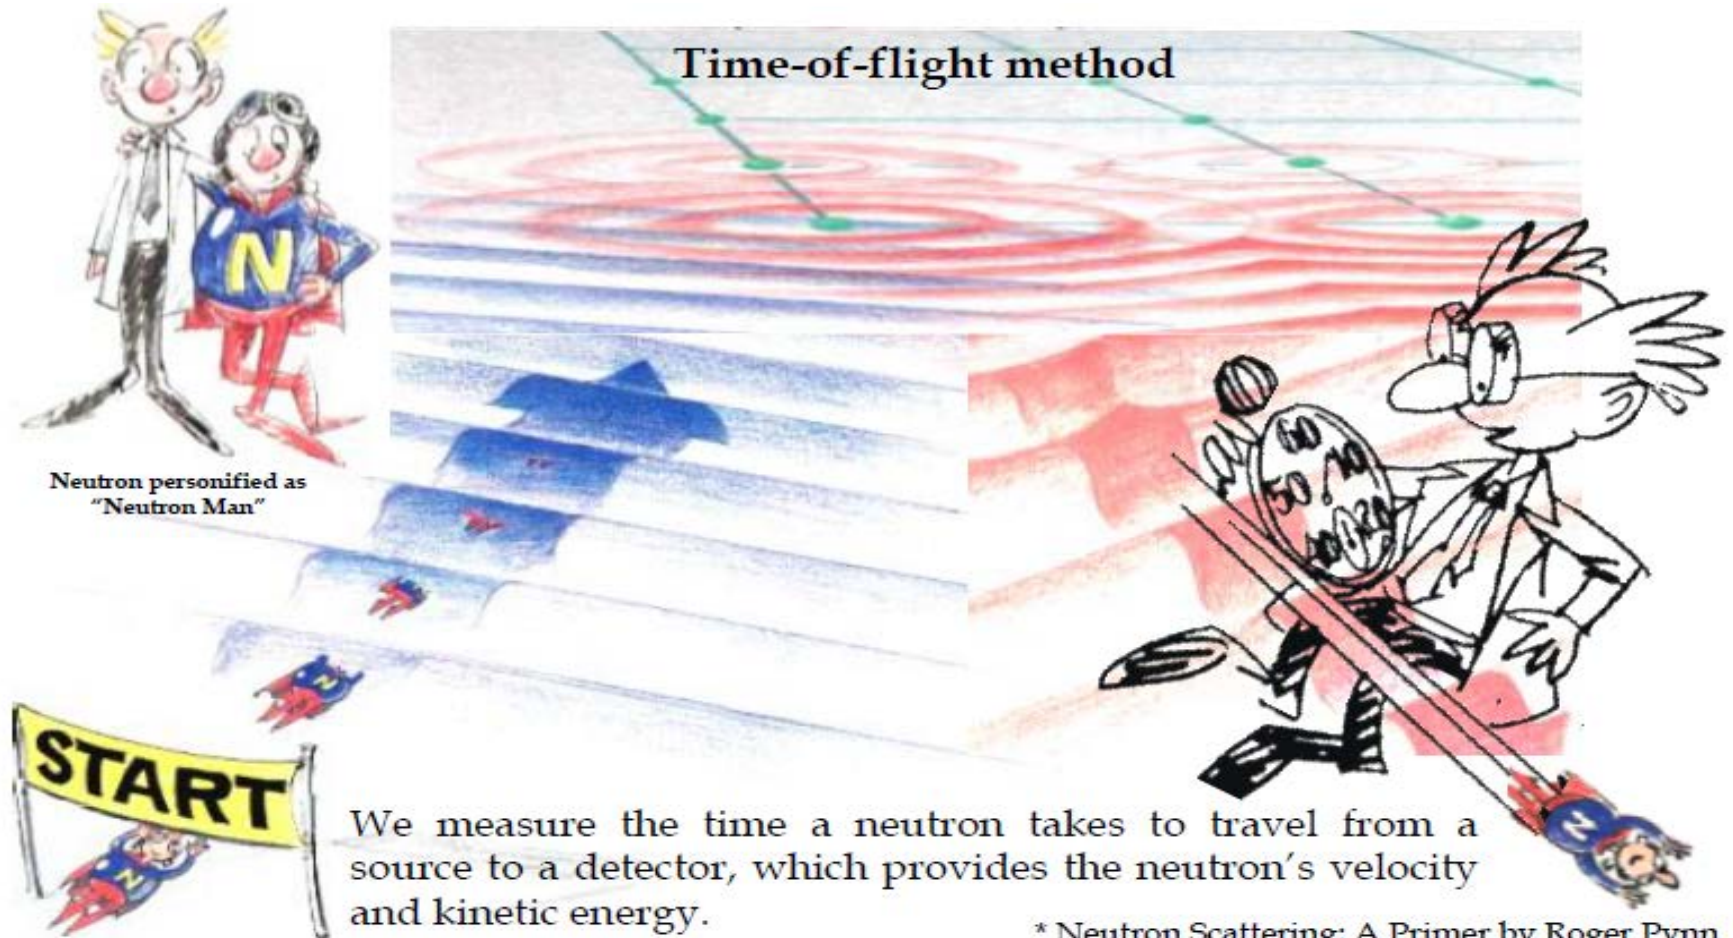 Time-of-flight method
N
Neutron personified as
“Neutron Man”
60
50
10
20
N
START
N
N
We measure the time a neutron takes to travel from a
source to a detector, which provides the neutron’s velocity
and kinetic energy.
* Neutron Scattering: A Primer by Roger Pynn